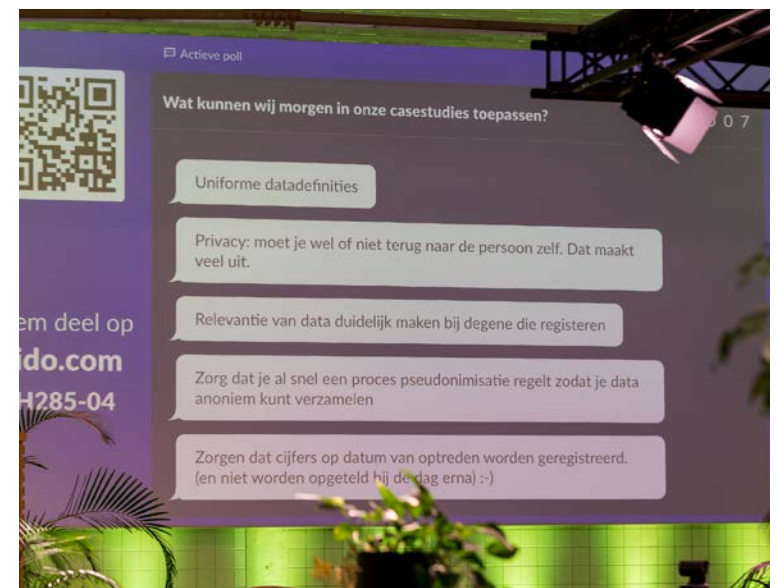 Actieve poll
Wat kunnen wij morgen in onze casestudies toepassen?
0 7
Uniforme datadefinities
Privacy: moet je wel of niet terug naar de persoon zelf. Dat maakt
veel uit.
Relevantie van data duidelijk maken bij degene die registeren
em deel op
ido.com
H285-04
Zorg dat je al snel een proces pseudonimisatie regelt zodat je data
anoniem kunt verzamelen
Zorgen dat cijfers op datum van optreden worden geregistreerd.
(en niet worden opgeteld bij de dag erna) :-)